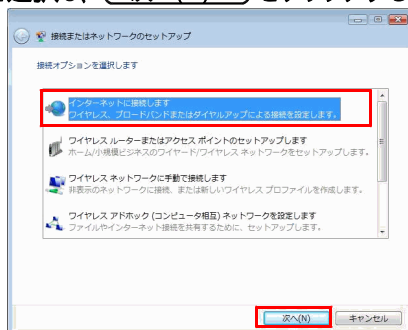 接続またはネットワークのセットアップ
接続オプションを選択します
インターネットに接続します
ワイヤレス、ブロードバンドまたはダイヤルアップによる接続を設定します。
ワイヤレス ルーターまたはアクセス ポイントのセットアップします
ホーム/小規模ビジネスのワイヤード/ワイヤレス ネットワークをセットアップします。
ワイヤレス ネットワークに手動で接続します
非表示のネットワークに接続、または新しいワイヤレス プロファイルを作成します。
ワイヤレス アドホック (コンピュータ相互) ネットワークを設定します
ファイルやインターネット接続を共有するために、セットアップします。
次へ(N)
キャンセル